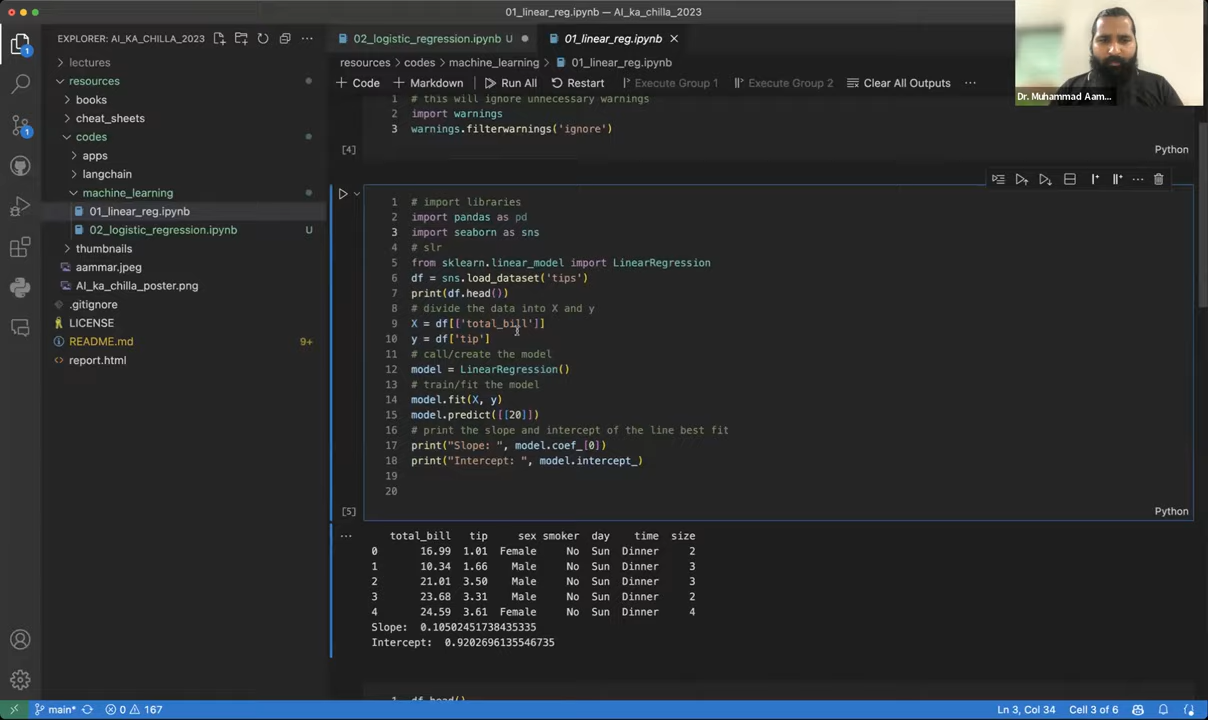 01_linear_reg.ipynb — AI_ka_chilla_2023
EXPLORER: AI_KA_CHILLA_2023
lectures
resources
books
cheat_sheets
codes
apps
langchain
machine_learning
01_linear_reg.ipynb
02_logistic_regression.ipynb U
thumbnails
aammar.jpeg
AI_ka_chilla_poster.png
.gitignore
LICENSE
README.md 9+
report.html
1
1
02_logistic_regression.ipynb U
01_linear_reg.ipynb
resources > codes > machine_learning > 01_linear_reg.ipynb
+ Code + Markdown Run All Restart Execute Group 1 Execute Group 2 Clear All Outputs ...
1 # this will ignore unnecessary warnings
2 import warnings
3 warnings.filterwarnings('ignore')
[4] Python
1 # import libraries
2 import pandas as pd
3 import seaborn as sns
4 # slr
5 from sklearn.linear_model import LinearRegression
6 df = sns.load_dataset('tips')
7 print(df.head())
8 # divide the data into X and y
9 X = df[['total_bill']]
10 y = df['tip']
11 # call/create the model
12 model = LinearRegression()
13 # train/fit the model
14 model.fit(X, y)
15 model.predict([[20]])
16 # print the slope and intercept of the line best fit
17 print("Slope: ", model.coef_[0])
18 print("Intercept: ", model.intercept_)
19
20
[5] Python
total_bill tip sex smoker day time size
0 16.99 1.01 Female No Sun Dinner 2
1 10.34 1.66 Male No Sun Dinner 3
2 21.01 3.50 Male No Sun Dinner 3
3 23.68 3.31 Male No Sun Dinner 2
4 24.59 3.61 Female No Sun Dinner 4
Slope: 0.10502451738435335
Intercept: 0.9202696135546735
1 df.head()
Dr. Muhammad Aam...
main* 0 167
Ln 3, Col 34 Cell 3 of 6